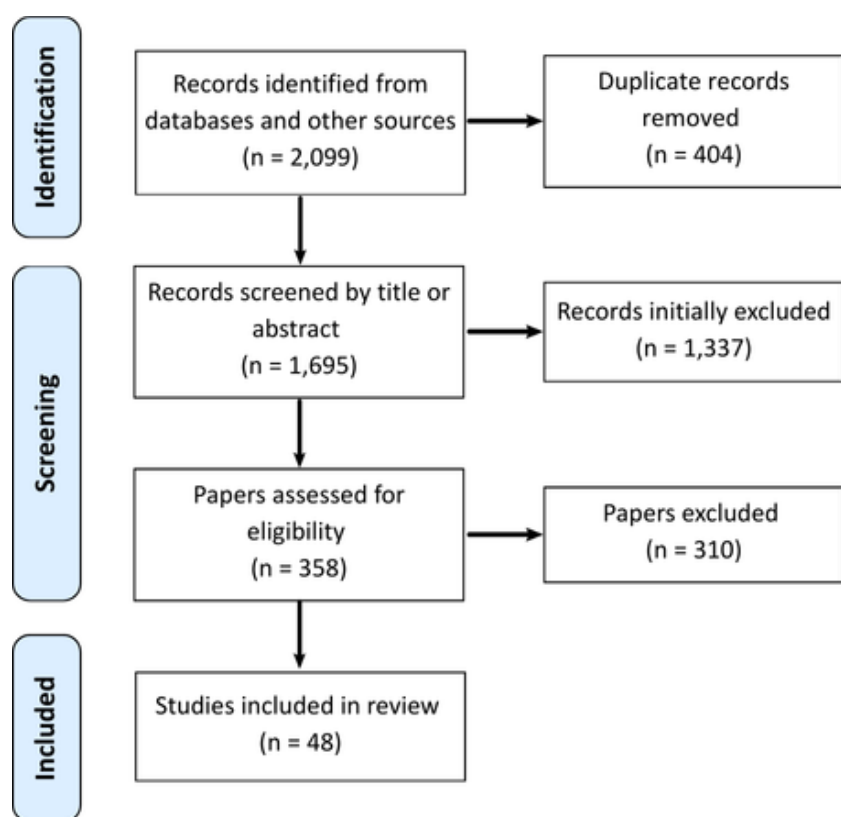 Identification
Records identified from
databases and other sources
(n = 2,099)
Duplicate records
removed
(n = 404)
Screening
Records screened by title or
abstract
(n = 1,695)
Records initially excluded
(n = 1,337)
Papers assessed for
eligibility
(n = 358)
Papers excluded
(n = 310)
Included
Studies included in review
(n = 48)